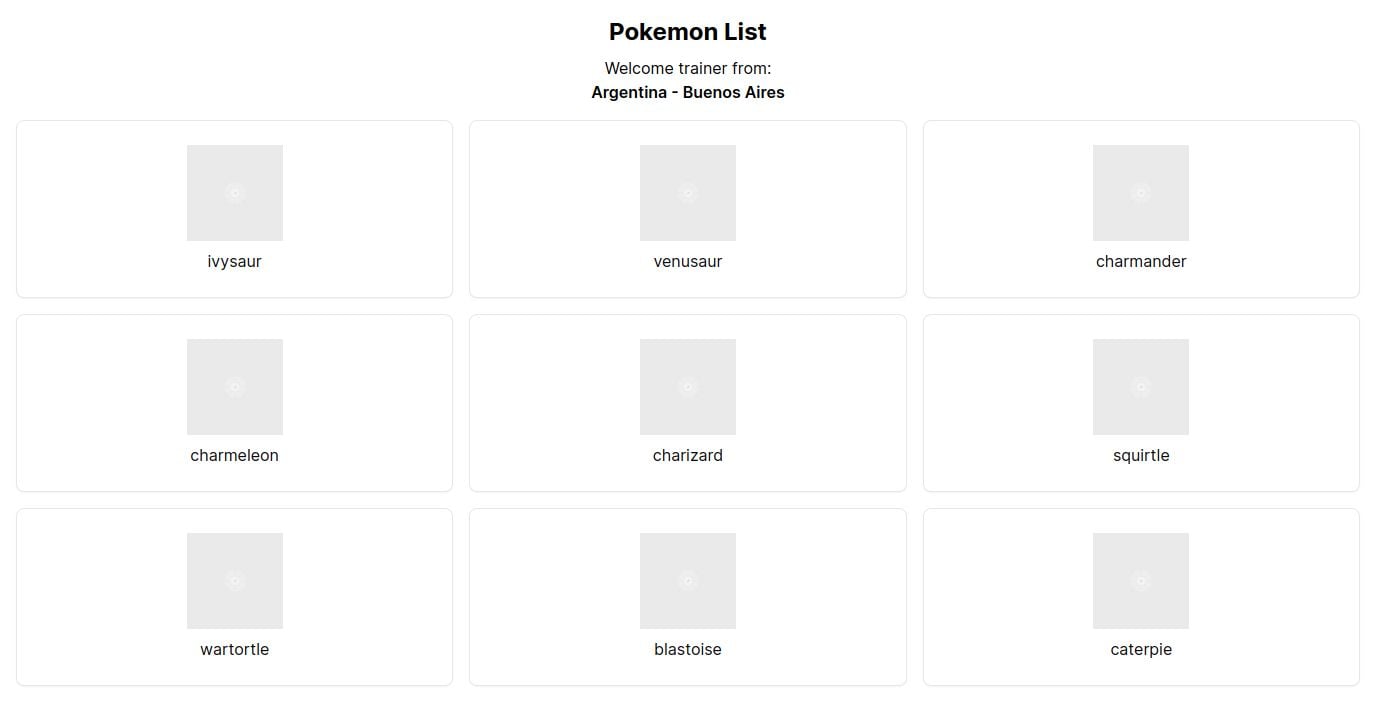 Pokemon List
Welcome trainer from:
Argentina - Buenos Aires
ivysaur
venusaur
charmander
charmeleon
charizard
squirtle
wartortle
blastoise
caterpie